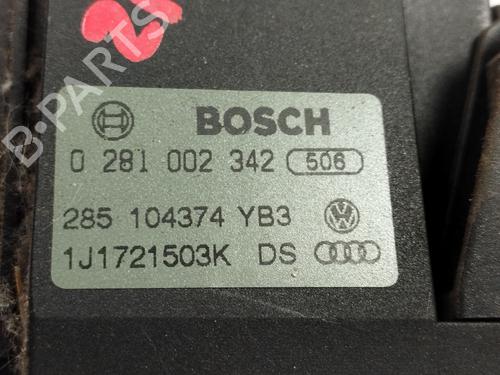 BOSCH
0 281 002 342 506
285 104374 YB3
1J1721503K DS
B-PARTS